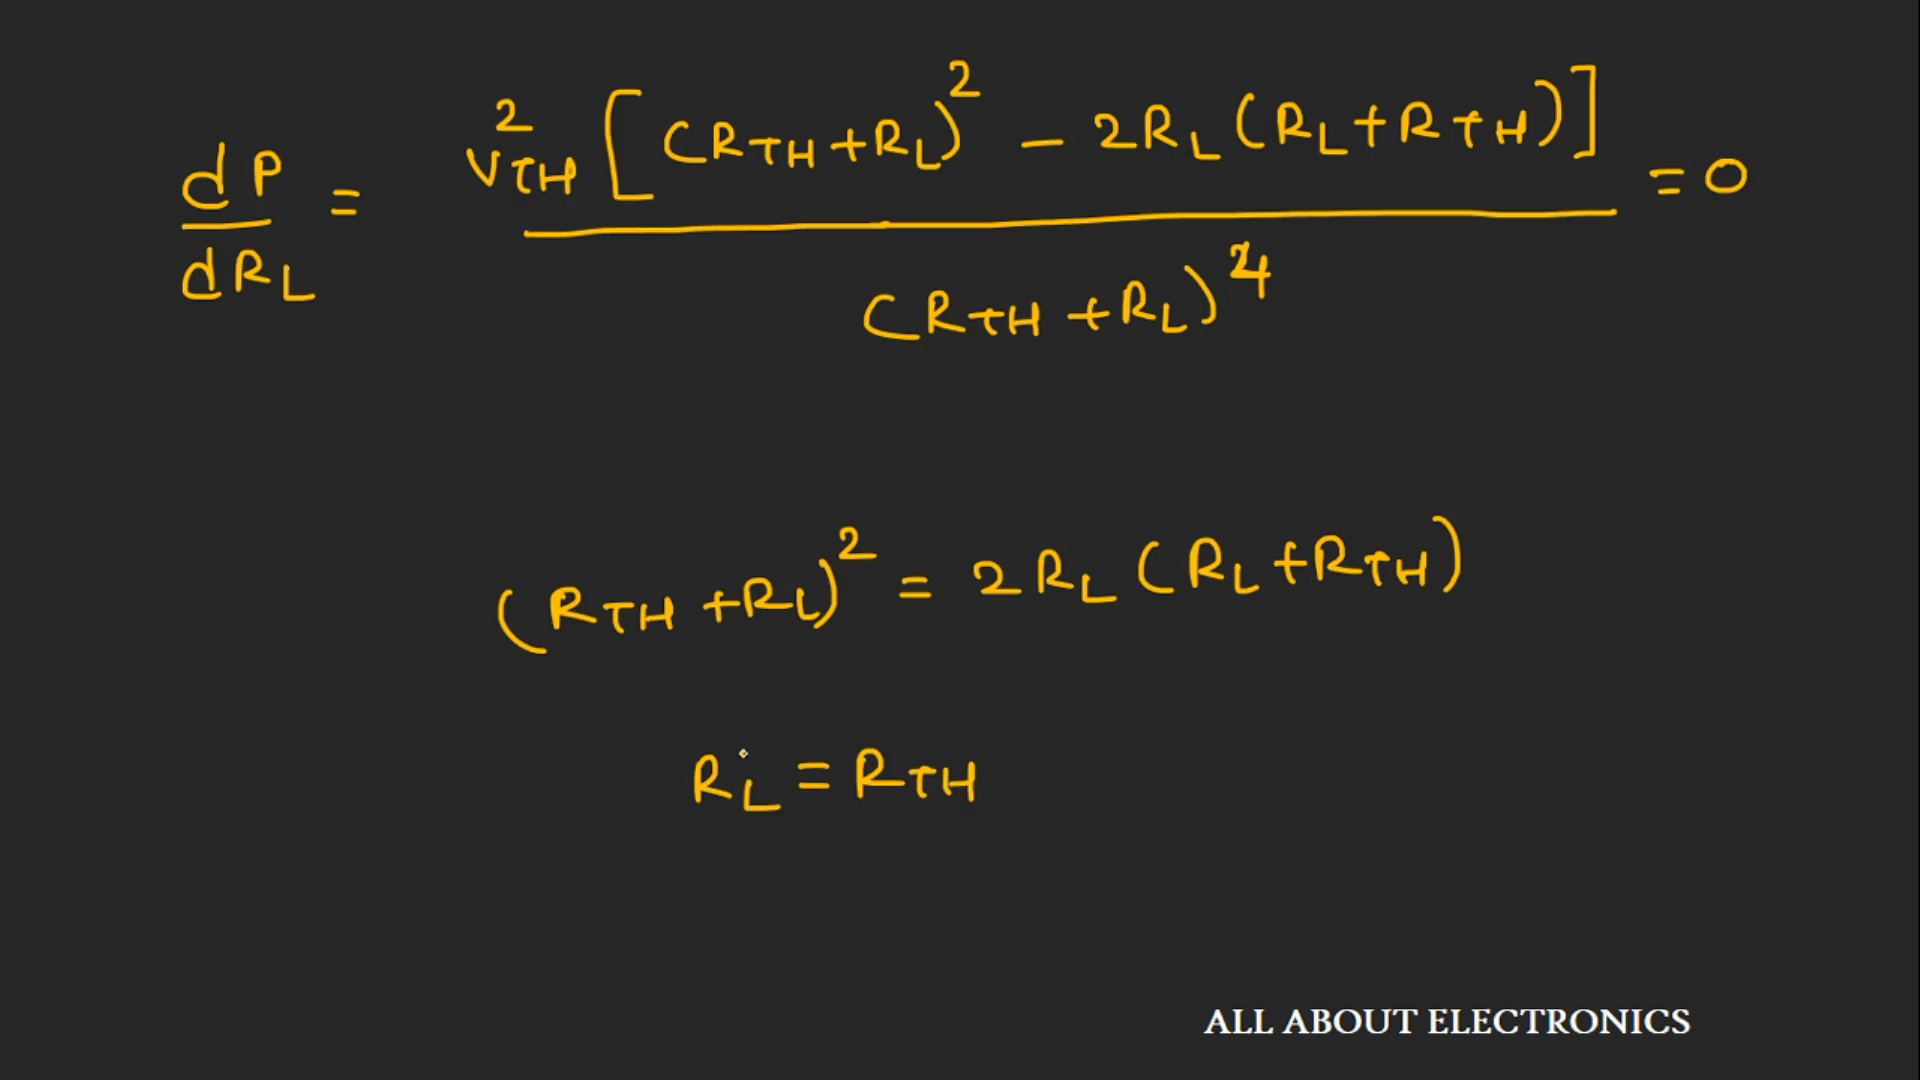 dP/dRL = VTH² [(RTH+RL)² − 2RL(RL+RTH)] / (RTH+RL)⁴ = 0
(RTH+RL)² = 2RL(RL+RTH)
RL = RTH
ALL ABOUT ELECTRONICS